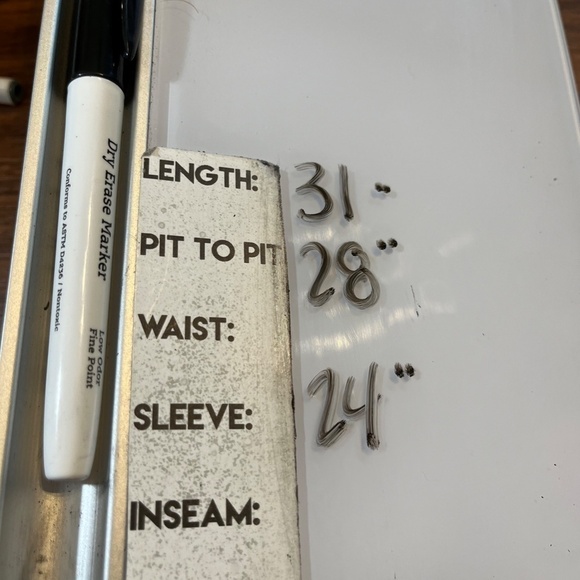 Dry Erase Marker
Conforms to ASTM D4236 / Nontoxic
Low Odor
Fine Point
LENGTH: 31"
PIT TO PIT 28"
WAIST:
SLEEVE: 24"
INSEAM: